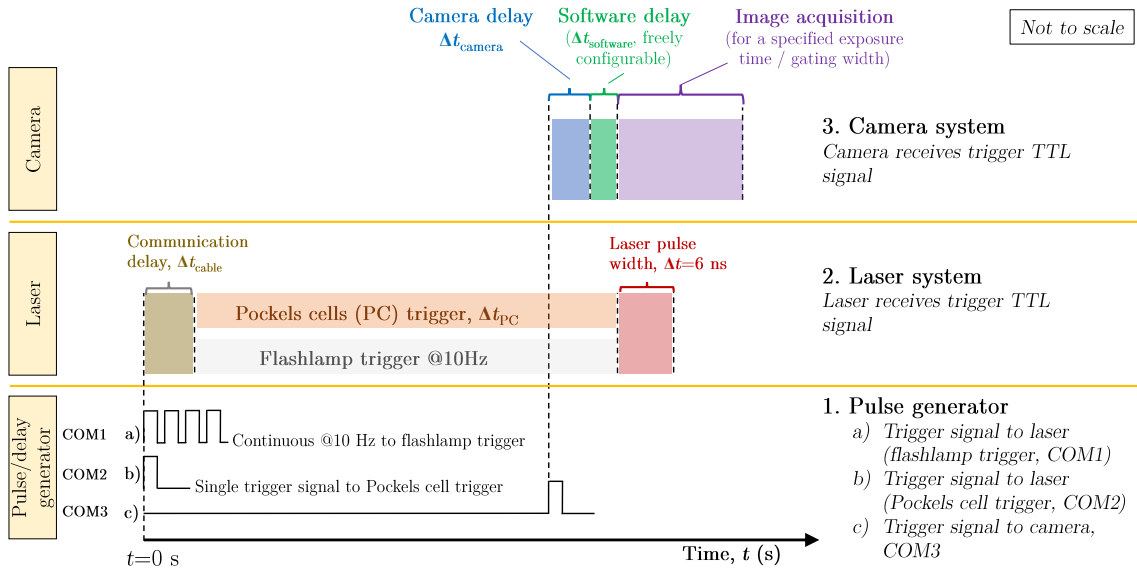 Camera delay
Δt_camera
Software delay
(Δt_software, freely
configurable)
Image acquisition
(for a specified exposure
time / gating width)
Not to scale
Camera
3. Camera system
Camera receives trigger TTL
signal
Laser
Communication
delay, Δt_cable
Laser pulse
width, Δt=6 ns
Pockels cells (PC) trigger, Δt_PC
Flashlamp trigger @10Hz
2. Laser system
Laser receives trigger TTL
signal
Pulse/delay
generator
COM1 a)
Continuous @10 Hz to flashlamp trigger
COM2 b)
Single trigger signal to Pockels cell trigger
COM3 c)
t=0 s
Time, t (s)
1. Pulse generator
a) Trigger signal to laser
(flashlamp trigger, COM1)
b) Trigger signal to laser
(Pockels cell trigger, COM2)
c) Trigger signal to camera,
COM3